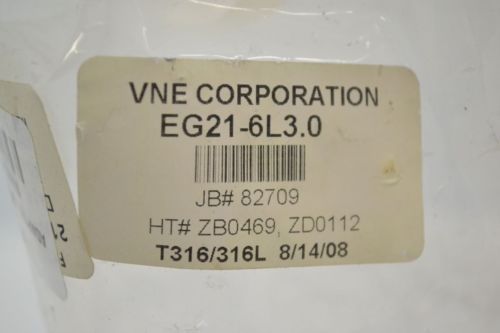 VNE CORPORATION
EG21-6L3.0
JB# 82709
HT# ZB0469, ZD0112
T316/316L 8/14/08